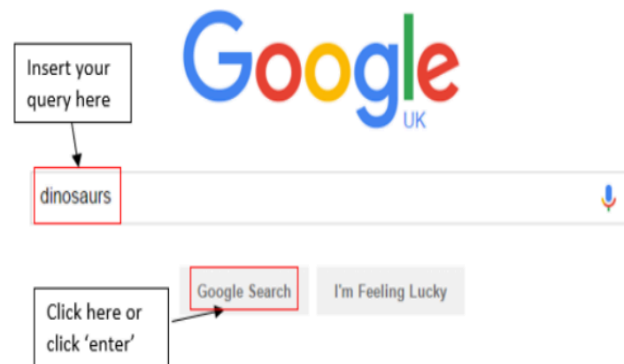 Google
UK
Insert your
query here
dinosaurs
Google Search
I'm Feeling Lucky
Click here or
click ‘enter’